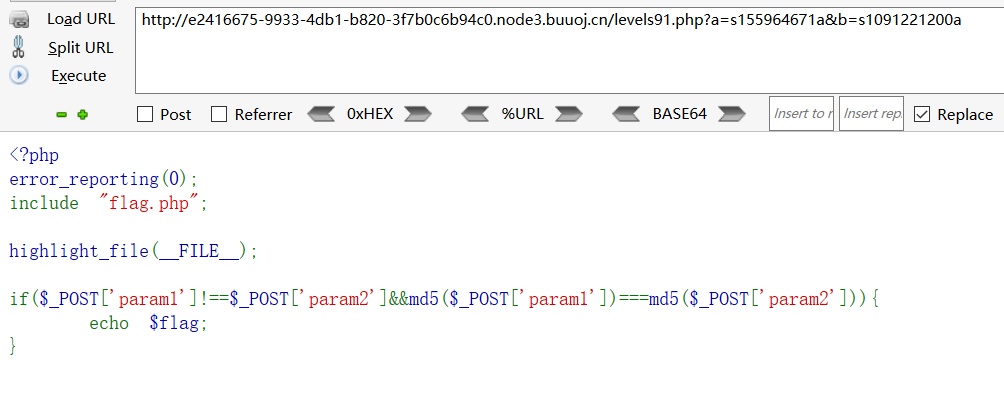 Load URL
http://e2416675-9933-4db1-b820-3f7b0c6b94c0.node3.buuoj.cn/levels91.php?a=s155964671a&b=s1091221200a
Split URL
Execute
Post Referrer 0xHEX %URL BASE64 Insert to r Insert rep. Replace
<?php
error_reporting(0);
include "flag.php";
highlight_file(__FILE__);
if($_POST['param1']!==$_POST['param2']&&md5($_POST['param1'])===md5($_POST['param2'])){
echo $flag;
}